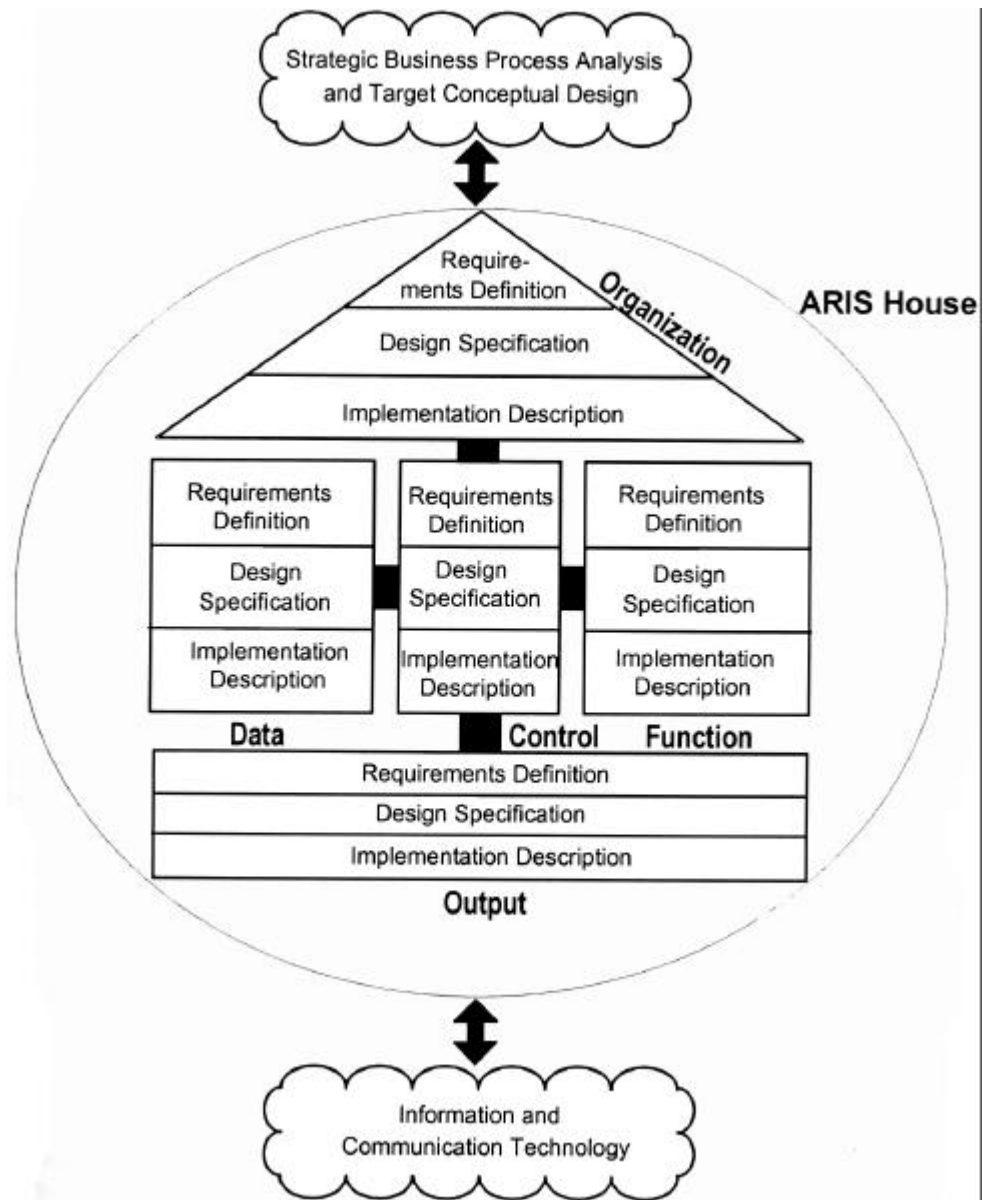 Strategic Business Process Analysis
and Target Conceptual Design
Require-
ments Definition
Organization
ARIS House
Design Specification
Implementation Description
Requirements
Definition
Design
Specification
Implementation
Description
Data
Requirements
Definition
Design
Specification
Implementation
Description
Control
Requirements
Definition
Design
Specification
Implementation
Description
Function
Requirements Definition
Design Specification
Implementation Description
Output
Information and
Communication Technology